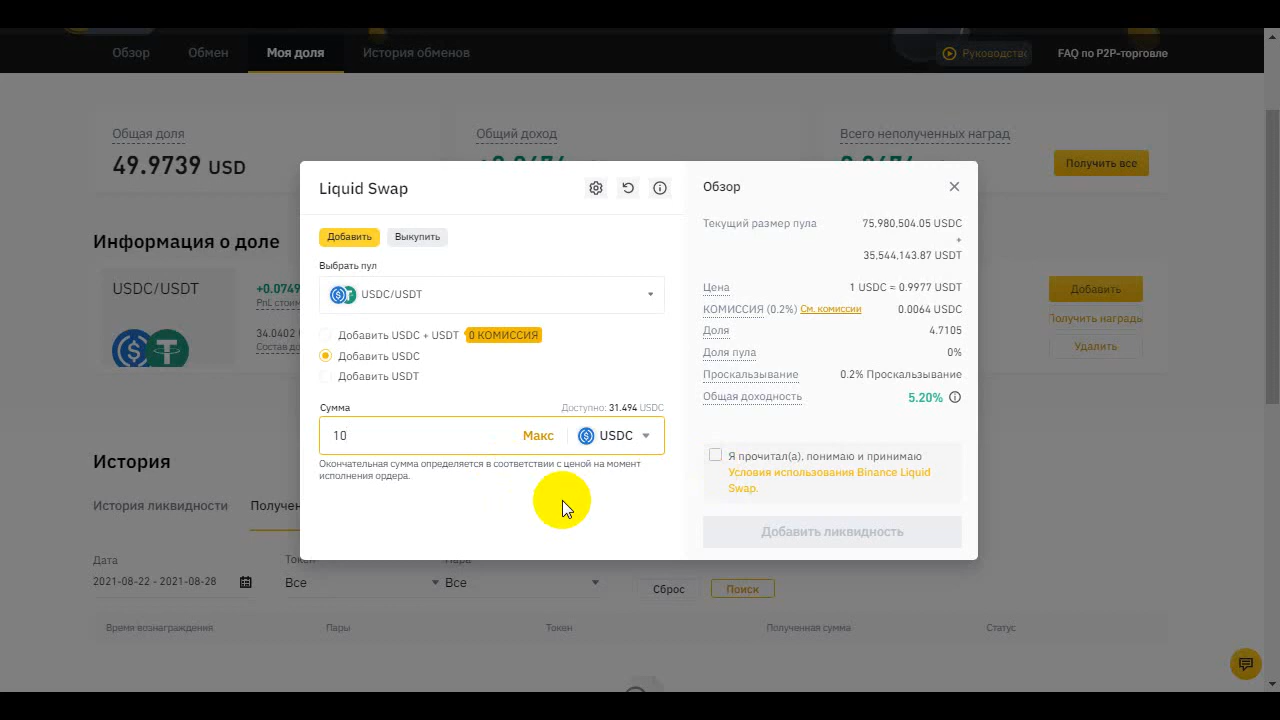 Обзор
Обмен
Моя доля
История обменов
Руководство
FAQ по P2P-торговле
Общая доля
Общий доход
Всего неполученных наград
49.9739 USD
Получить все
Информация о доле
USDC/USDT
+0.0749
34.0402
Добавить
Получить награды
Удалить
Liquid Swap
Добавить
Выкупить
Выбрать пул
USDC/USDT
Добавить USDC + USDT
0 КОМИССИЯ
Добавить USDC
Добавить USDT
Сумма
Доступно: 31.494 USDC
10
Макс
USDC
Окончательная сумма определяется в соответствии с ценой на момент
исполнения ордера.
Обзор
Текущий размер пула
75,980,504.05 USDC
+
35,544,143.87 USDT
Цена
1 USDC ≈ 0.9977 USDT
КОМИССИЯ (0.2%) См. комиссии
0.0064 USDC
Доля
4.7105
Доля пула
0%
Проскальзывание
0.2% Проскальзывание
Общая доходность
5.20%
Я прочитал(а), понимаю и принимаю
Условия использования Binance Liquid
Swap.
Добавить ликвидность
История
История ликвидности
Дата
2021-08-22 - 2021-08-28
Все
Все
Сброс
Поиск
Время вознаграждения
Пары
Токен
Полученная сумма
Статус